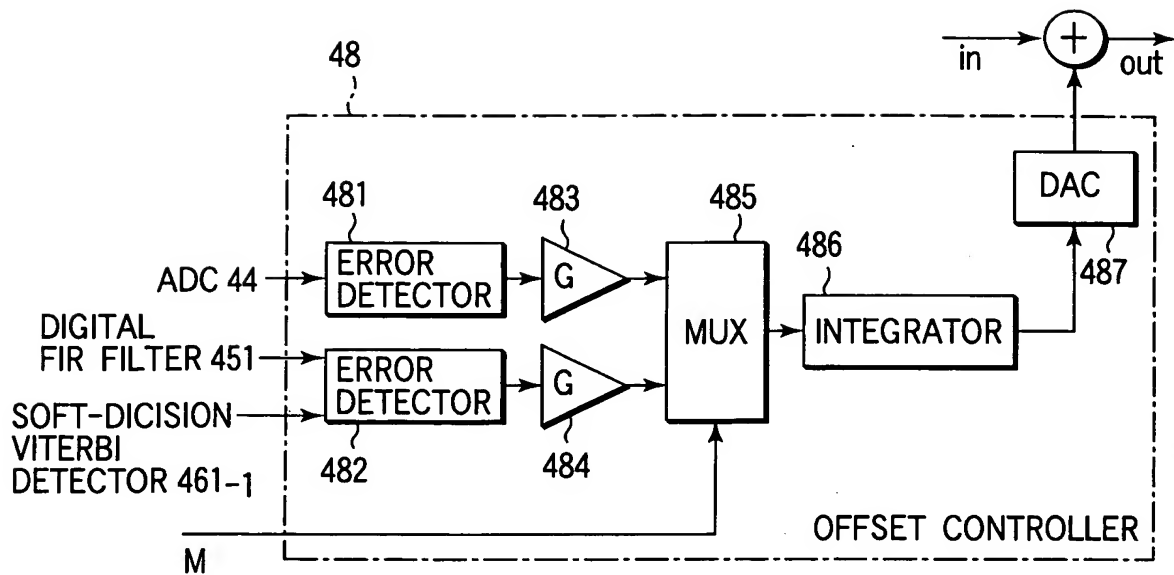 48
in
+
out
481
483
485
486
DAC
487
ADC 44
ERROR
DETECTOR
G
MUX
INTEGRATOR
DIGITAL
FIR FILTER 451
ERROR
DETECTOR
G
SOFT-DICISION
VITERBI
DETECTOR 461-1
482
484
M
OFFSET CONTROLLER